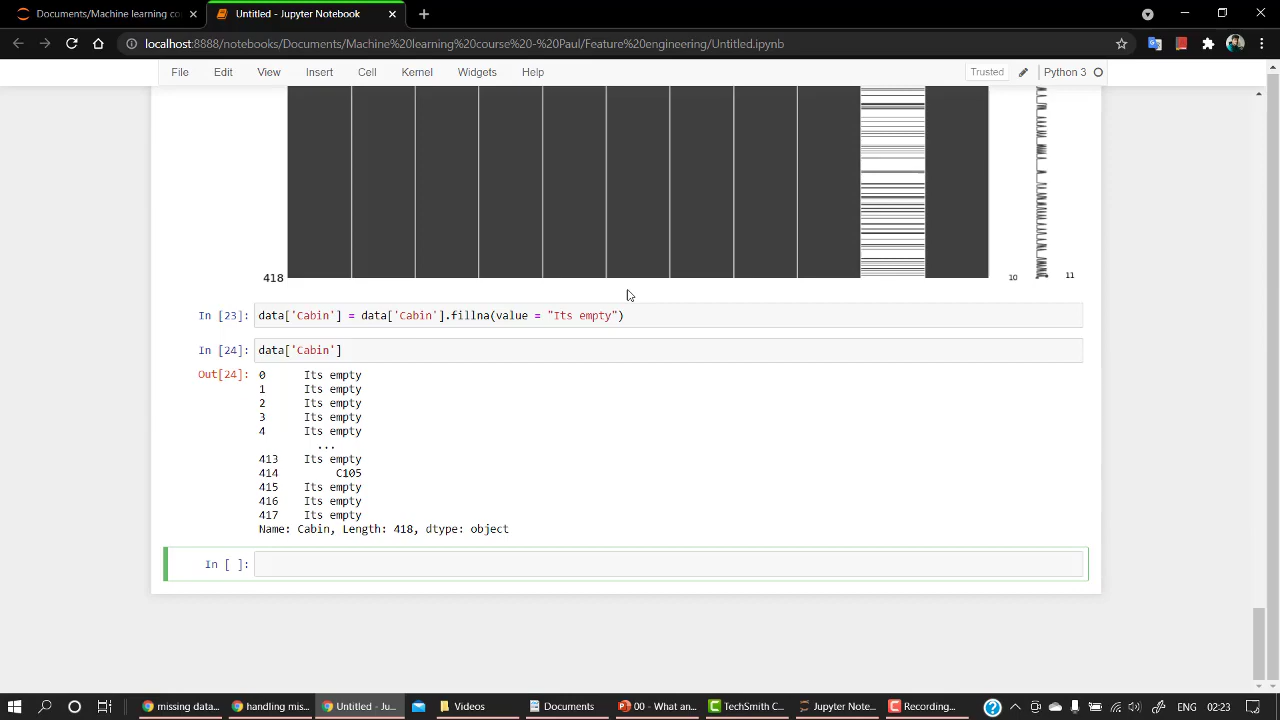 Documents/Machine learning co
Untitled - Jupyter Notebook
localhost:8888/notebooks/Documents/Machine%20learning%20course%20-%20Paul/Feature%20engineering/Untitled.ipynb
File Edit View Insert Cell Kernel Widgets Help Trusted Python 3
418 10 11
In [23]: data['Cabin'] = data['Cabin'].fillna(value = "Its empty")
In [24]: data['Cabin']
Out[24]: 0 Its empty
1 Its empty
2 Its empty
3 Its empty
4 Its empty
...
413 Its empty
414 C105
415 Its empty
416 Its empty
417 Its empty
Name: Cabin, Length: 418, dtype: object
In [ ]:
missing data... handling mis... Untitled - Ju... Videos Documents 00 - What an... TechSmith C... Jupyter Note... Recording... ENG 02:23